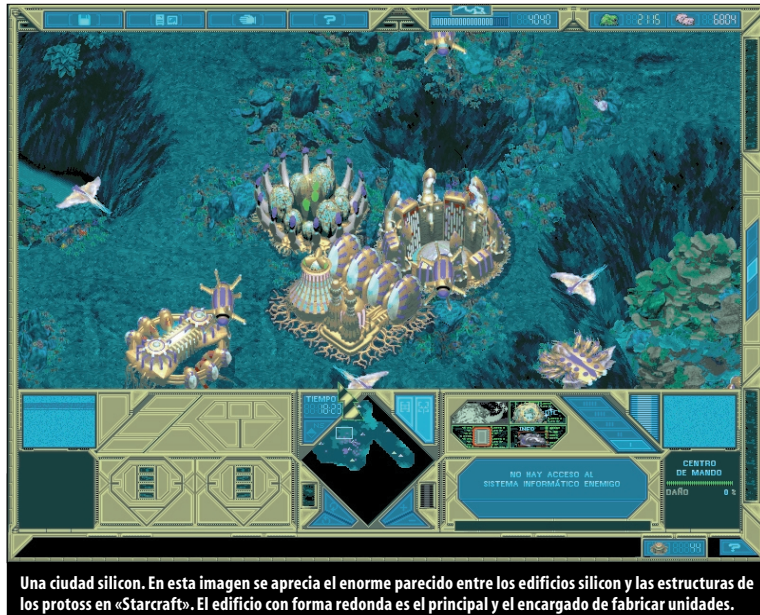 4040
2115
6804
TIEMPO
18:23
INFO
NO HAY ACCESO AL
SISTEMA INFORMÁTICO ENEMIGO
CENTRO
DE MANDO
DAÑO 0 %
44
?
Una ciudad silicon. En esta imagen se aprecia el enorme parecido entre los edificios silicon y las estructuras de
los protoss en «Starcraft». El edificio con forma redonda es el principal y el encargado de fabricar unidades.